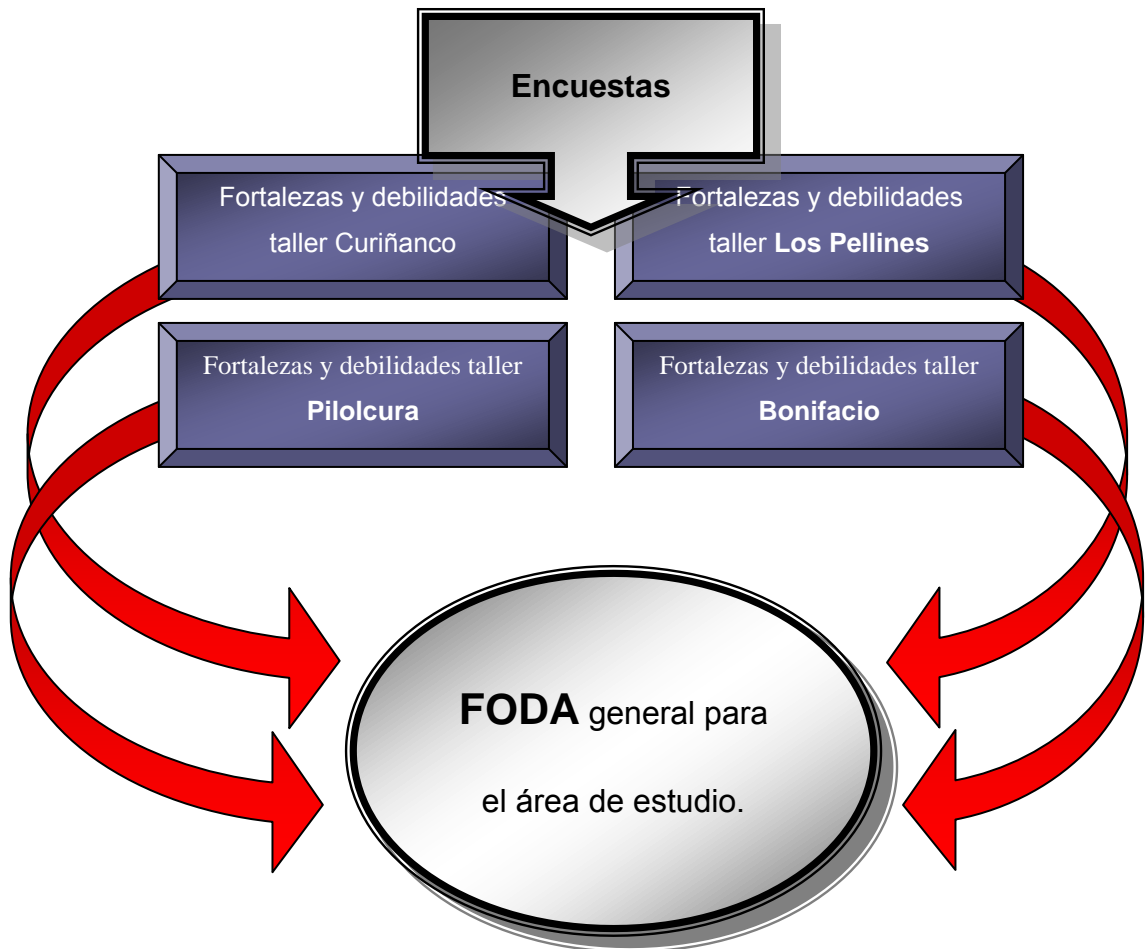 Encuestas
Fortalezas y debilidades
taller Curiñanco
Fortalezas y debilidades
taller Los Pellines
Fortalezas y debilidades taller
Pilolcura
Fortalezas y debilidades taller
Bonifacio
FODA general para
el área de estudio.